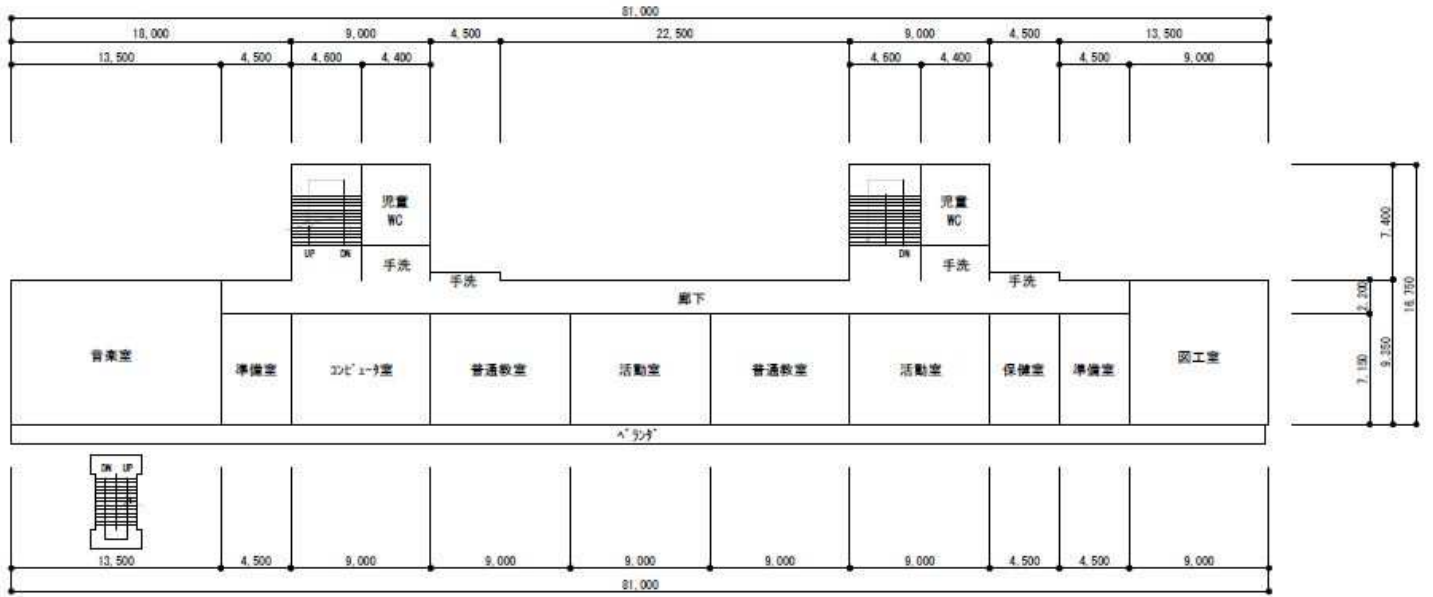 81,000
18,000 9,000 4,500 22,500 9,000 4,500 13,500
13,500 4,500 4,600 4,400 4,600 4,400 4,500 9,000
児童 児童
WC WC
UP DN 手洗 DN 手洗
手洗 手洗
廊下
音楽室 準備室 コンピュータ室 普通教室 活動室 普通教室 活動室 保健室 準備室 図工室
ベランダ
7,400
2,200
16,750
9,350
7,150
DN UP
13,500 4,500 9,000 9,000 9,000 9,000 9,000 4,500 4,500 9,000
81,000